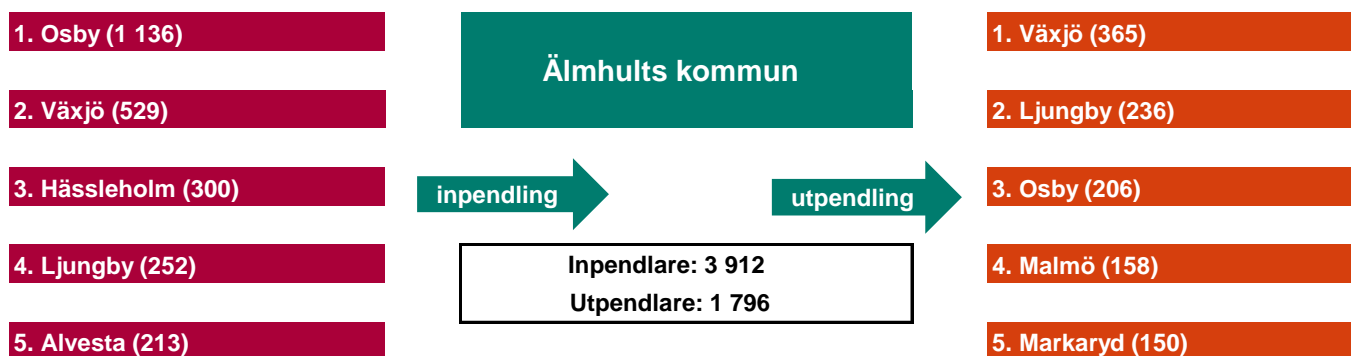 1. Osby (1 136)
2. Växjö (529)
3. Hässleholm (300)
4. Ljungby (252)
5. Alvesta (213)
Älmhults kommun
inpendling
utpendling
Inpendlare: 3 912
Utpendlare: 1 796
1. Växjö (365)
2. Ljungby (236)
3. Osby (206)
4. Malmö (158)
5. Markaryd (150)